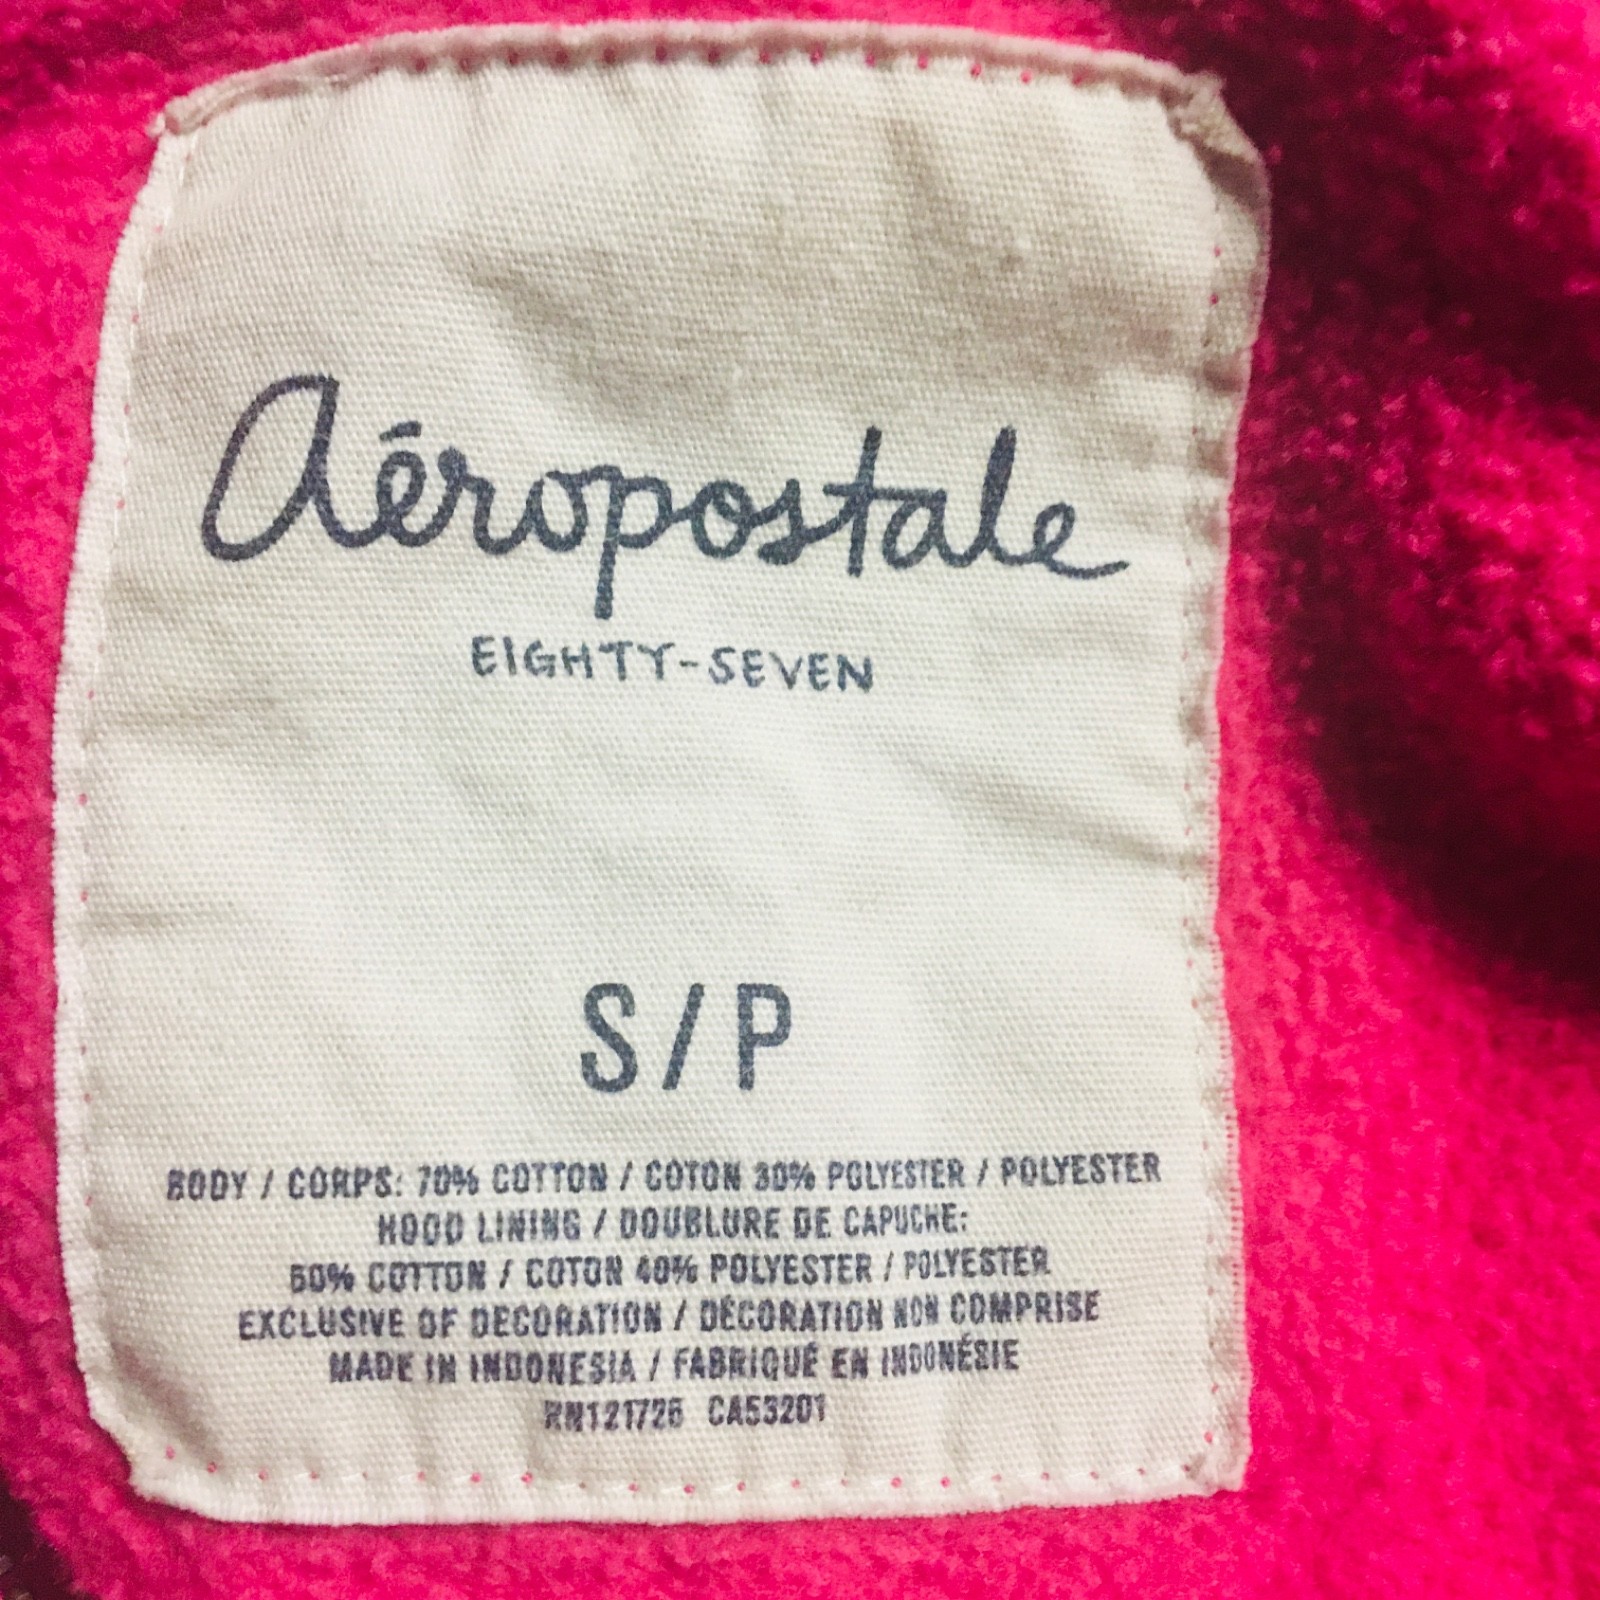 aéropostale
EIGHTY-SEVEN
S/P
BODY / CORPS: 70% COTTON / COTON 30% POLYESTER / POLYESTER
HOOD LINING / DOUBLURE DE CAPUCHE:
60% COTTON / COTON 40% POLYESTER / POLYESTER
EXCLUSIVE OF DECORATION / DÉCORATION NON COMPRISE
MADE IN INDONESIA / FABRIQUÉ EN INDONÉSIE
RN121726 CA53201